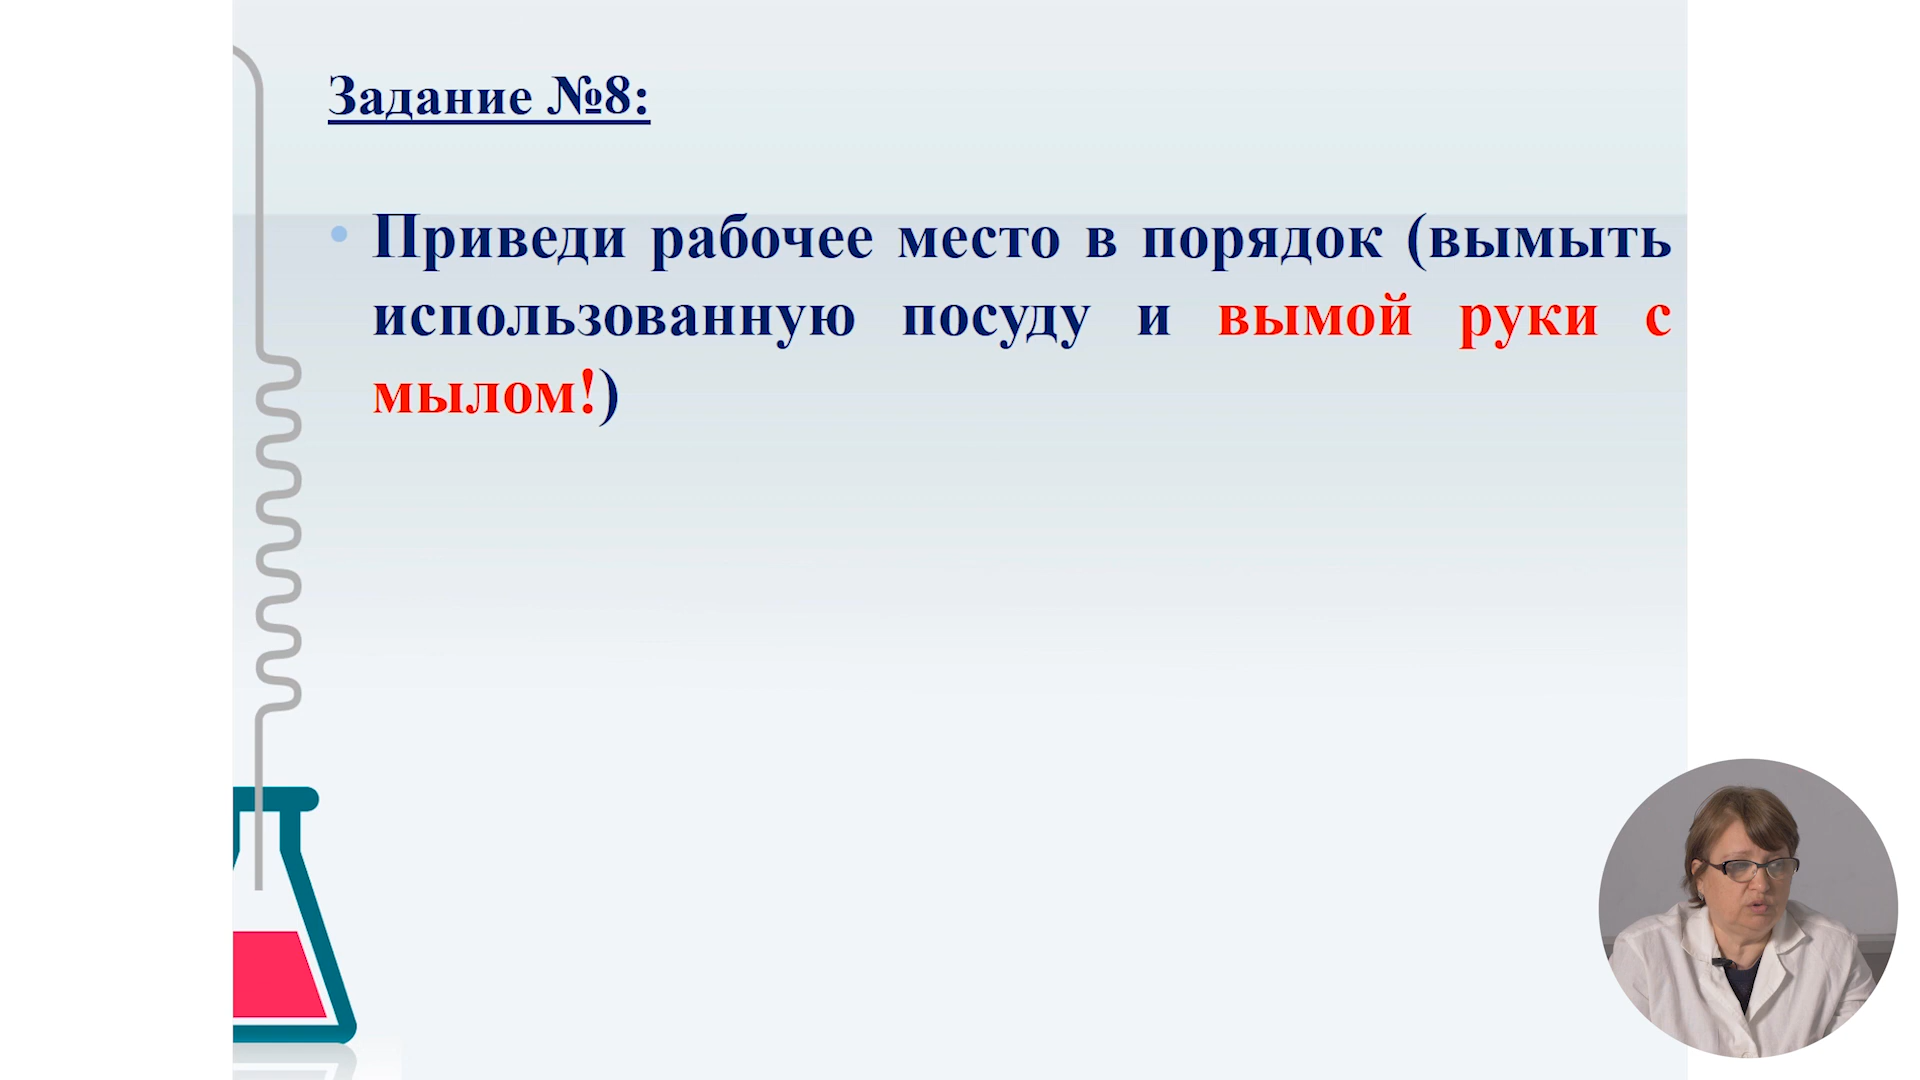 Задание №8:
• Приведи рабочее место в порядок (вымыть
использованную посуду и вымой руки с
мылом!)